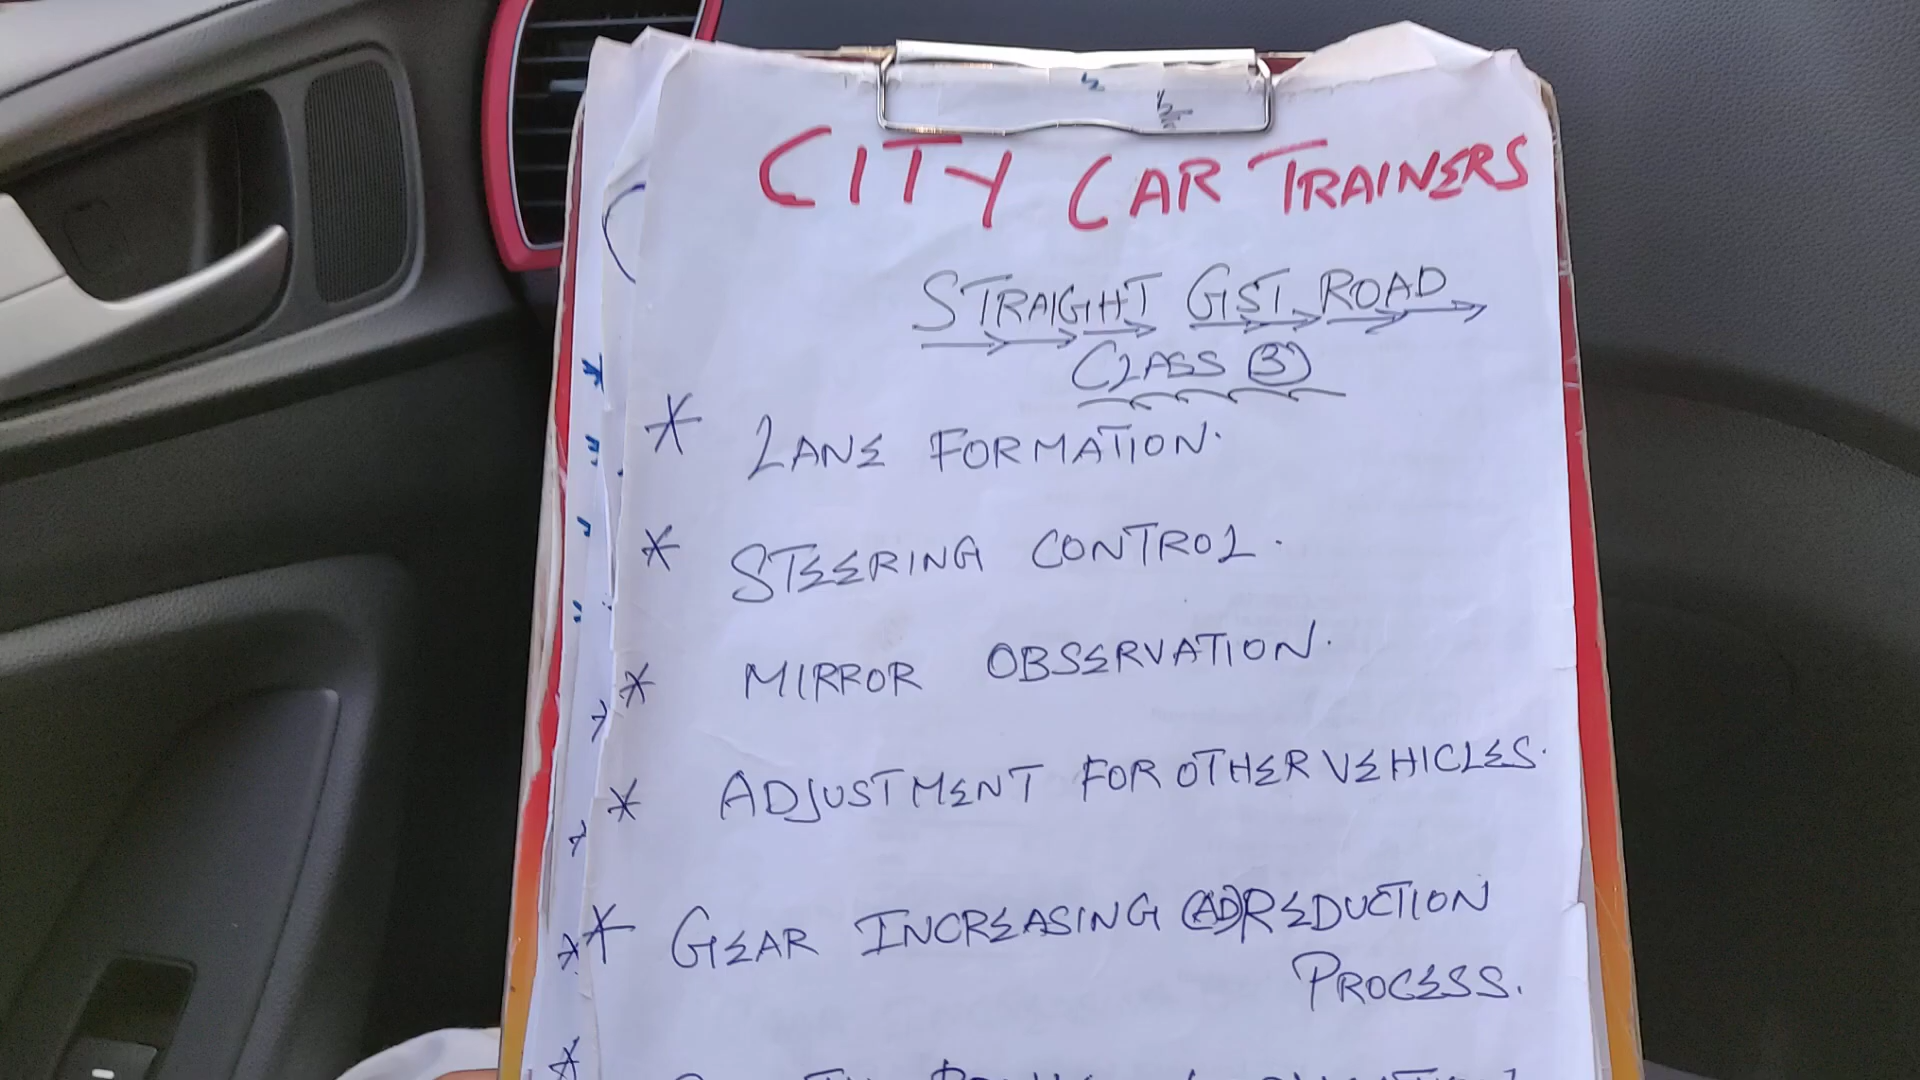 CITY CAR TRAINERS
STRAIGHT GST ROAD
CLASS 3
* LANE FORMATION.
* STEERING CONTROL.
* MIRROR OBSERVATION.
* ADJUSTMENT FOR OTHER VEHICLES.
* GEAR INCREASING (AD) REDUCTION
PROCESS.
*